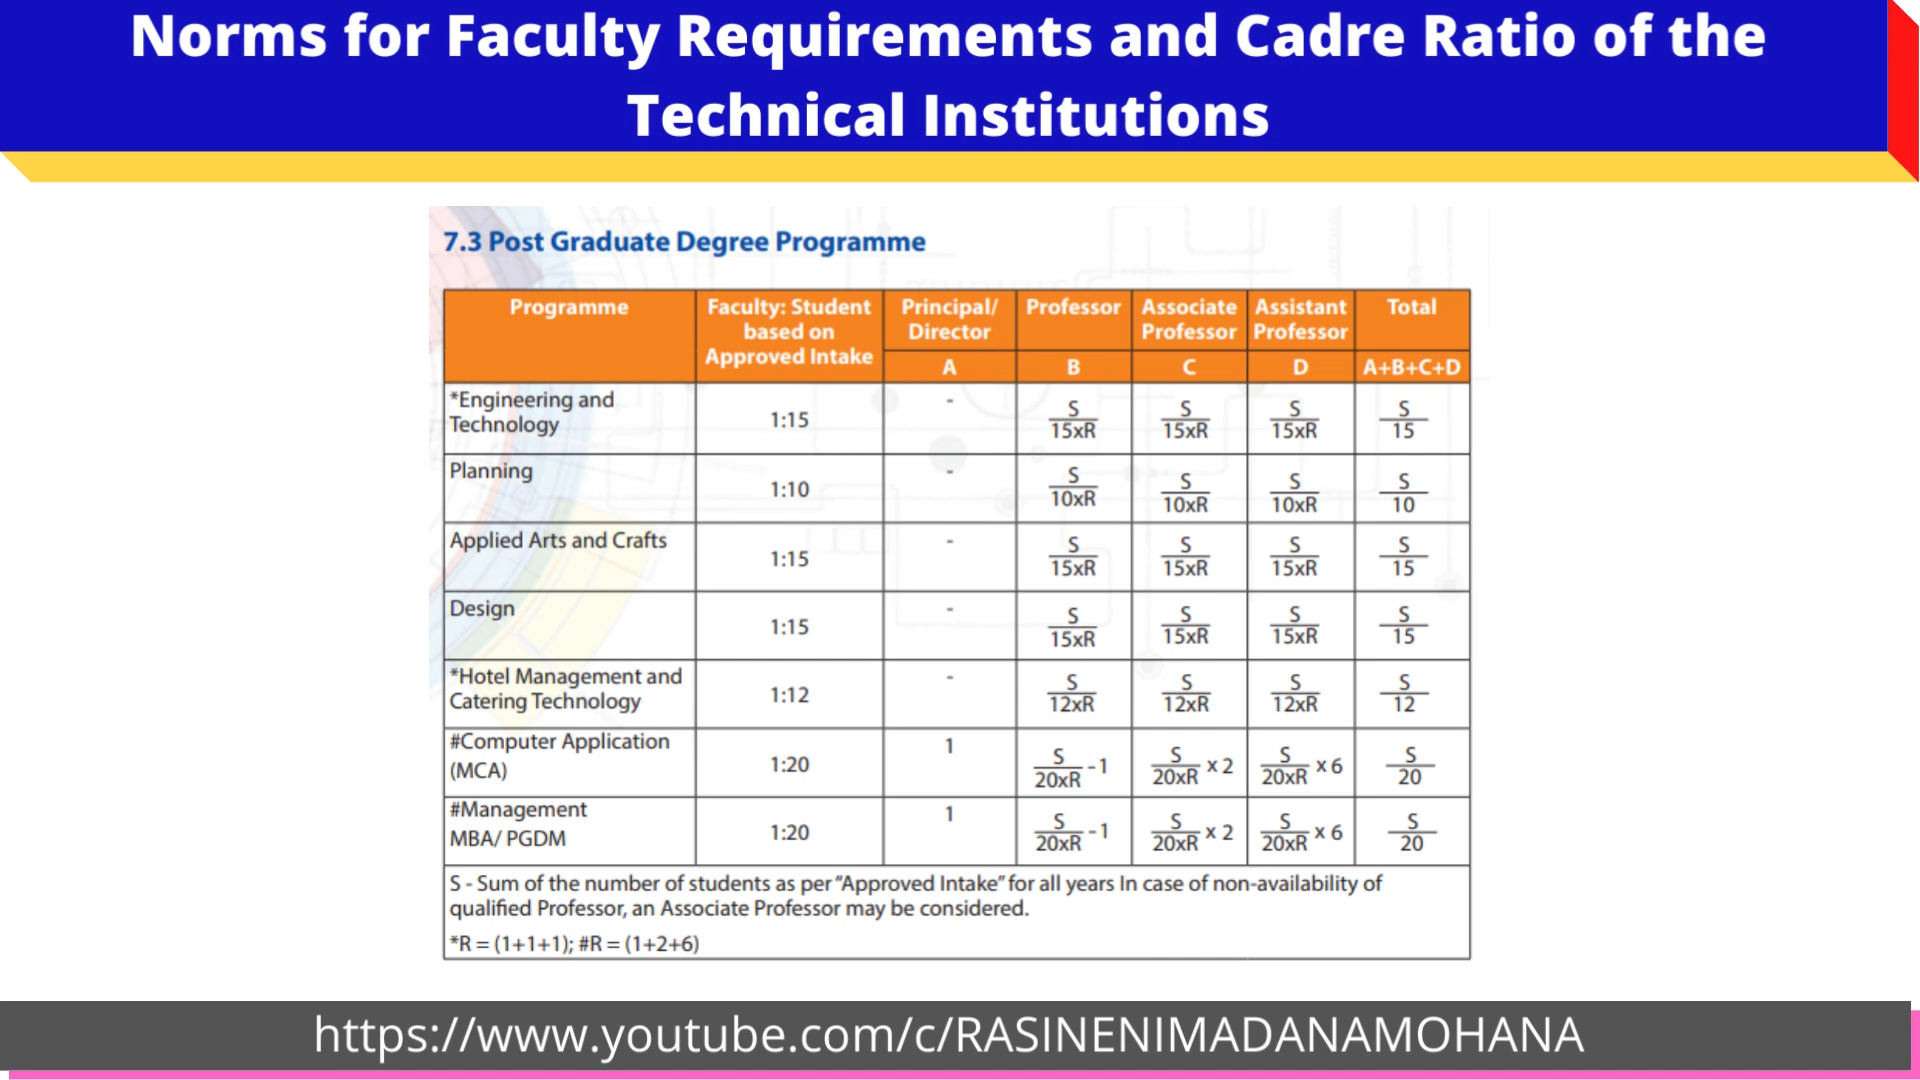 Norms for Faculty Requirements and Cadre Ratio of the
Technical Institutions
7.3 Post Graduate Degree Programme
Programme
Faculty: Student
based on
Approved Intake
Principal/
Director
A
Professor
B
Associate
Professor
C
Assistant
Professor
D
Total
A+B+C+D
*Engineering and
Technology
1:15
-
S
15xR
S
15xR
S
15xR
S
15
Planning
1:10
-
S
10xR
S
10xR
S
10xR
S
10
Applied Arts and Crafts
1:15
-
S
15xR
S
15xR
S
15xR
S
15
Design
1:15
-
S
15xR
S
15xR
S
15xR
S
15
*Hotel Management and
Catering Technology
1:12
-
S
12xR
S
12xR
S
12xR
S
12
#Computer Application
(MCA)
1:20
1
S
20xR -1
S
20xR x 2
S
20xR x 6
S
20
#Management
MBA/ PGDM
1:20
1
S
20xR -1
S
20xR x 2
S
20xR x 6
S
20
S - Sum of the number of students as per “Approved Intake” for all years In case of non-availability of
qualified Professor, an Associate Professor may be considered.
*R = (1+1+1); #R = (1+2+6)
https://www.youtube.com/c/RASINENIMADANAMOHANA